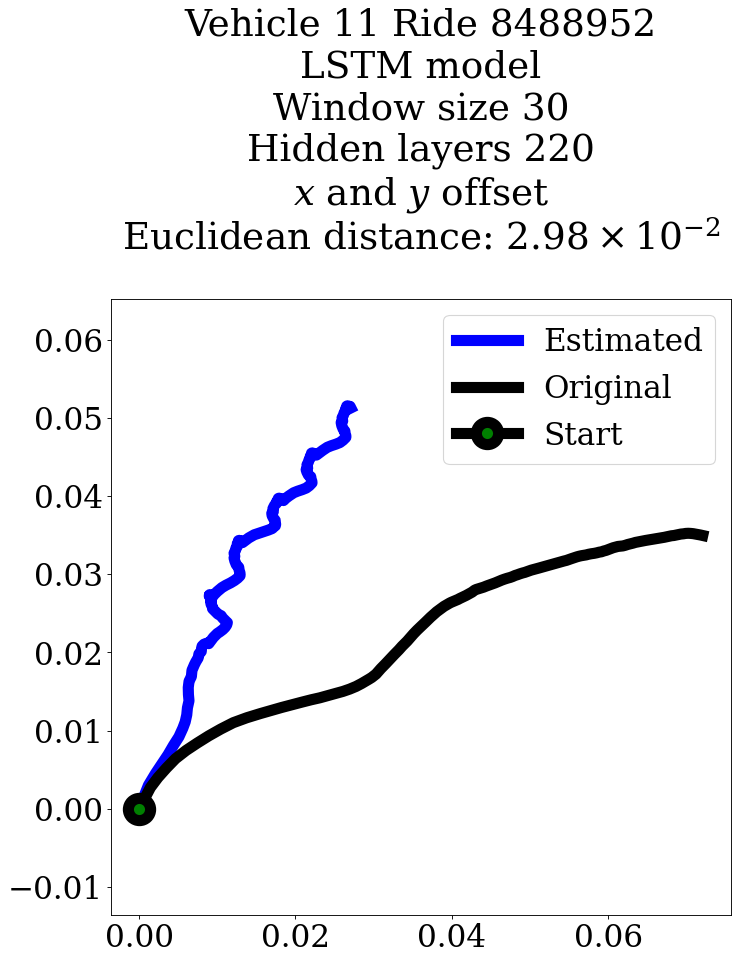 Vehicle 11 Ride 8488952
LSTM model
Window size 30
Hidden layers 220
x and y offset
Euclidean distance: 2.98 × 10⁻²
Estimated
Original
Start
0.06
0.05
0.04
0.03
0.02
0.01
0.00
−0.01
0.00 0.02 0.04 0.06